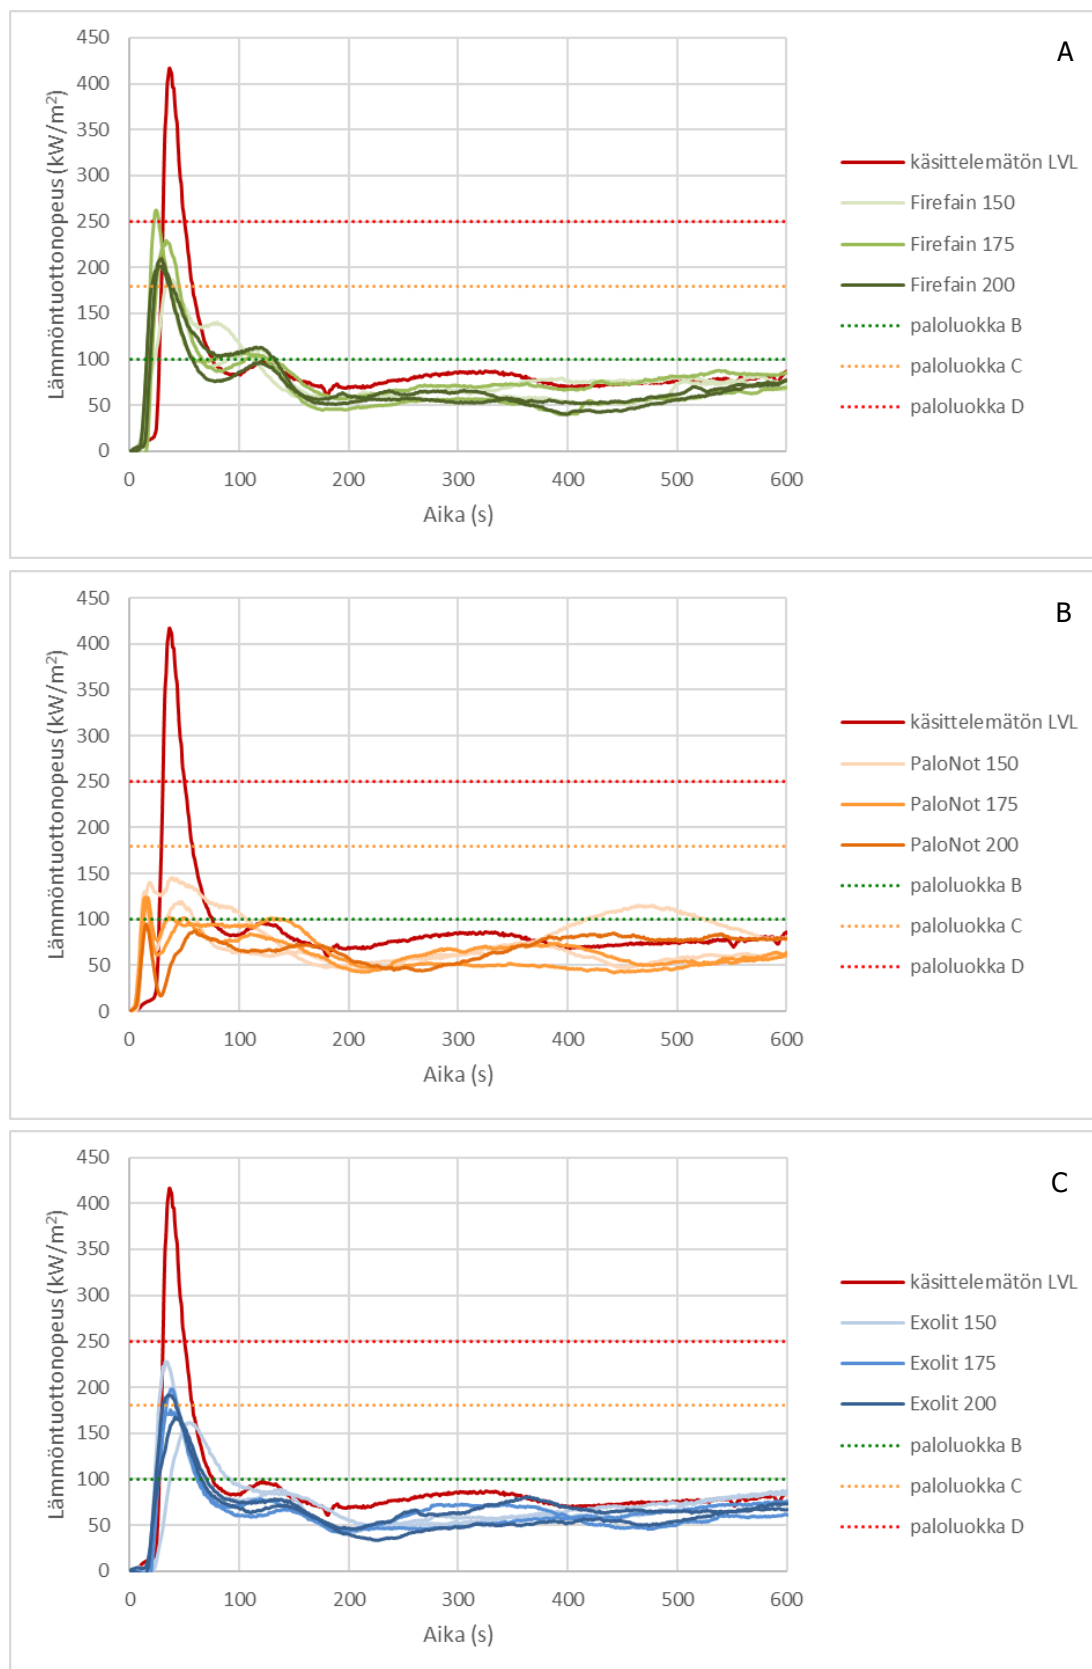 A
Lämmöntuottonopeus (kW/m²)
450
400
350
300
250
200
150
100
50
0
0 100 200 300 400 500 600
Aika (s)
käsittelemätön LVL
Firefain 150
Firefain 175
Firefain 200
paloluokka B
paloluokka C
paloluokka D
B
Lämmöntuottonopeus (kW/m²)
450
400
350
300
250
200
150
100
50
0
0 100 200 300 400 500 600
Aika (s)
käsittelemätön LVL
PaloNot 150
PaloNot 175
PaloNot 200
paloluokka B
paloluokka C
paloluokka D
C
Lämmöntuottonopeus (kW/m²)
450
400
350
300
250
200
150
100
50
0
0 100 200 300 400 500 600
Aika (s)
käsittelemätön LVL
Exolit 150
Exolit 175
Exolit 200
paloluokka B
paloluokka C
paloluokka D